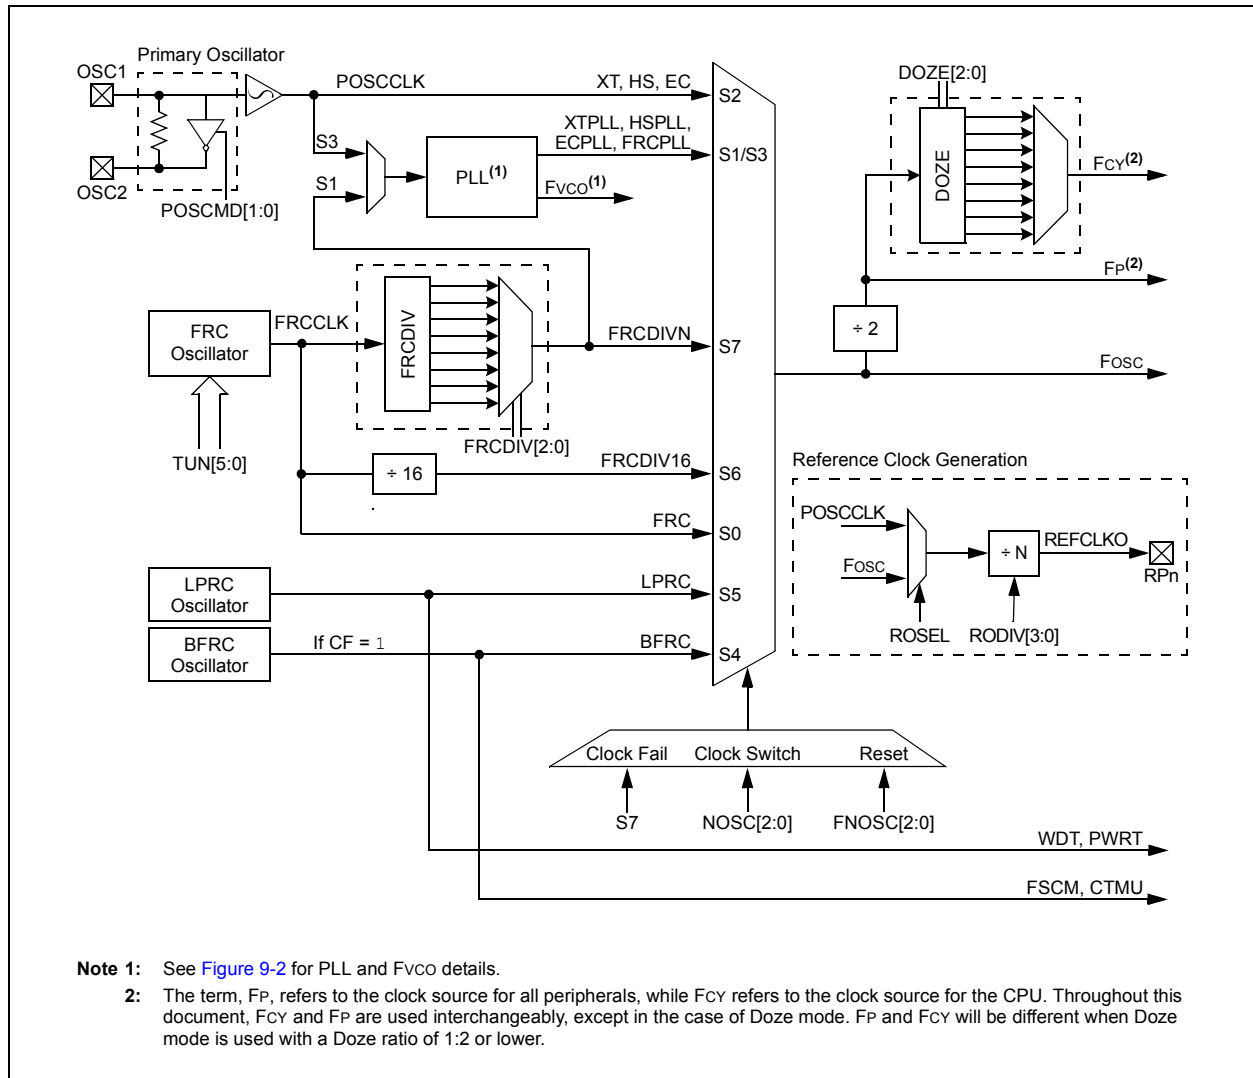 Primary Oscillator
OSC1
OSC2
POSCMD[1:0]
POSCCLK
XT, HS, EC
S2
S3
S1
PLL(1)
XTPLL, HSPLL,
ECPLL, FRCPLL
S1/S3
FVCO(1)
DOZE[2:0]
DOZE
FCY(2)
FP(2)
÷ 2
FOSC
FRC
Oscillator
TUN[5:0]
FRCCLK
FRCDIV
FRCDIV[2:0]
FRCDIVN
S7
÷ 16
FRCDIV16
S6
FRC
S0
LPRC
Oscillator
LPRC
S5
BFRC
Oscillator
If CF = 1
BFRC
S4
Reference Clock Generation
POSCCLK
FOSC
ROSEL
÷ N
RODIV[3:0]
REFCLKO
RPn
Clock Fail
Clock Switch
Reset
S7
NOSC[2:0]
FNOSC[2:0]
WDT, PWRT
FSCM, CTMU
Note 1: See Figure 9-2 for PLL and FVCO details.
2: The term, FP, refers to the clock source for all peripherals, while FCY refers to the clock source for the CPU. Throughout this
document, FCY and FP are used interchangeably, except in the case of Doze mode. FP and FCY will be different when Doze
mode is used with a Doze ratio of 1:2 or lower.